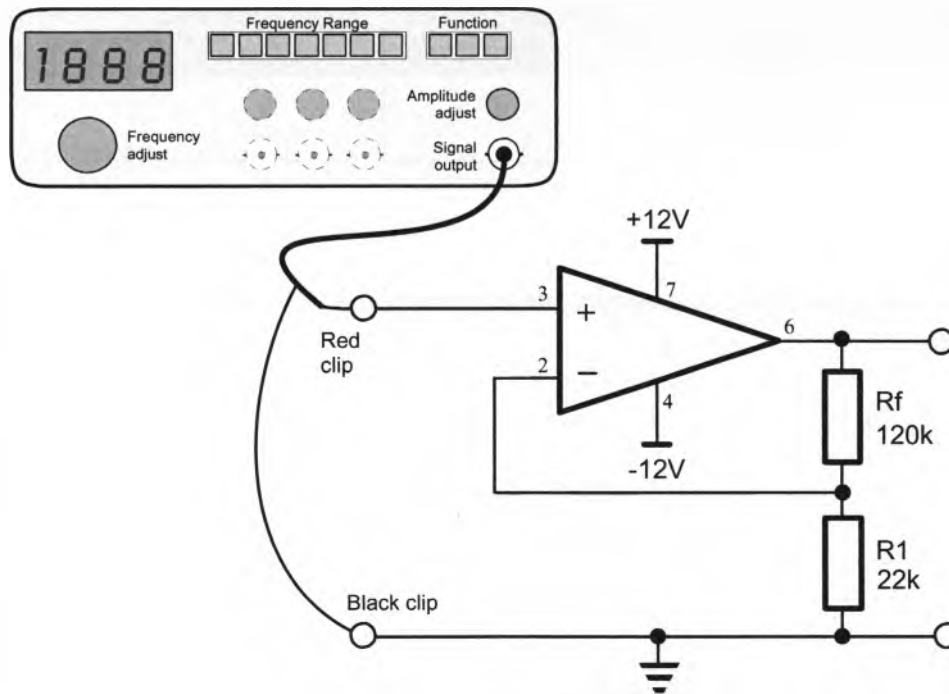 Frequency Range
Function
1888
Frequency
adjust
Amplitude
adjust
Signal
output
+12V
7
3
+
Red
clip
2
−
6
4
-12V
Rf
120k
R1
22k
Black clip